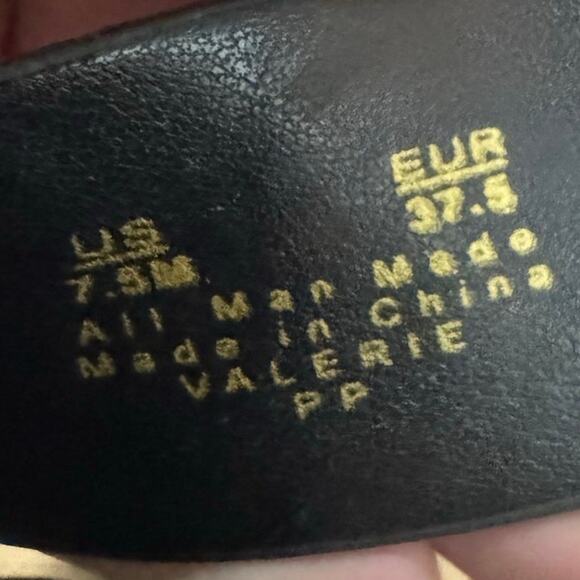 US EUR
7.5M 37.5
All Man Made
Made in China
VALERIE
PP